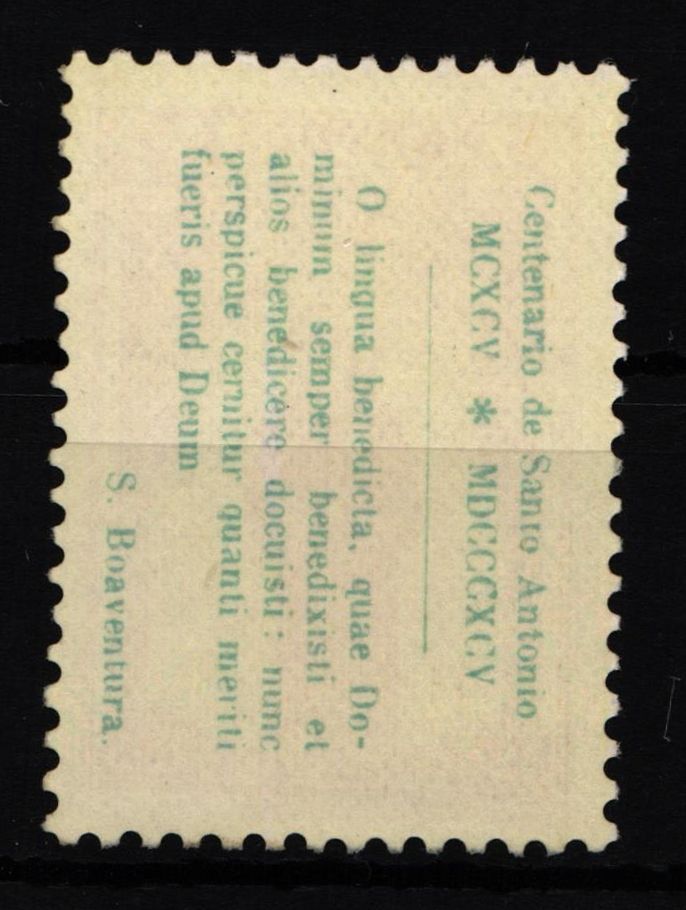 Centenario de Santo Antonio
MCXCV * MDCCCXCV
O lingua benedicta, quae Do-
minum semper benedixisti et
alios benedicere docuisti: nunc
perspicue cernitur quanti meriti
fueris apud Deum
S. Boaventura.